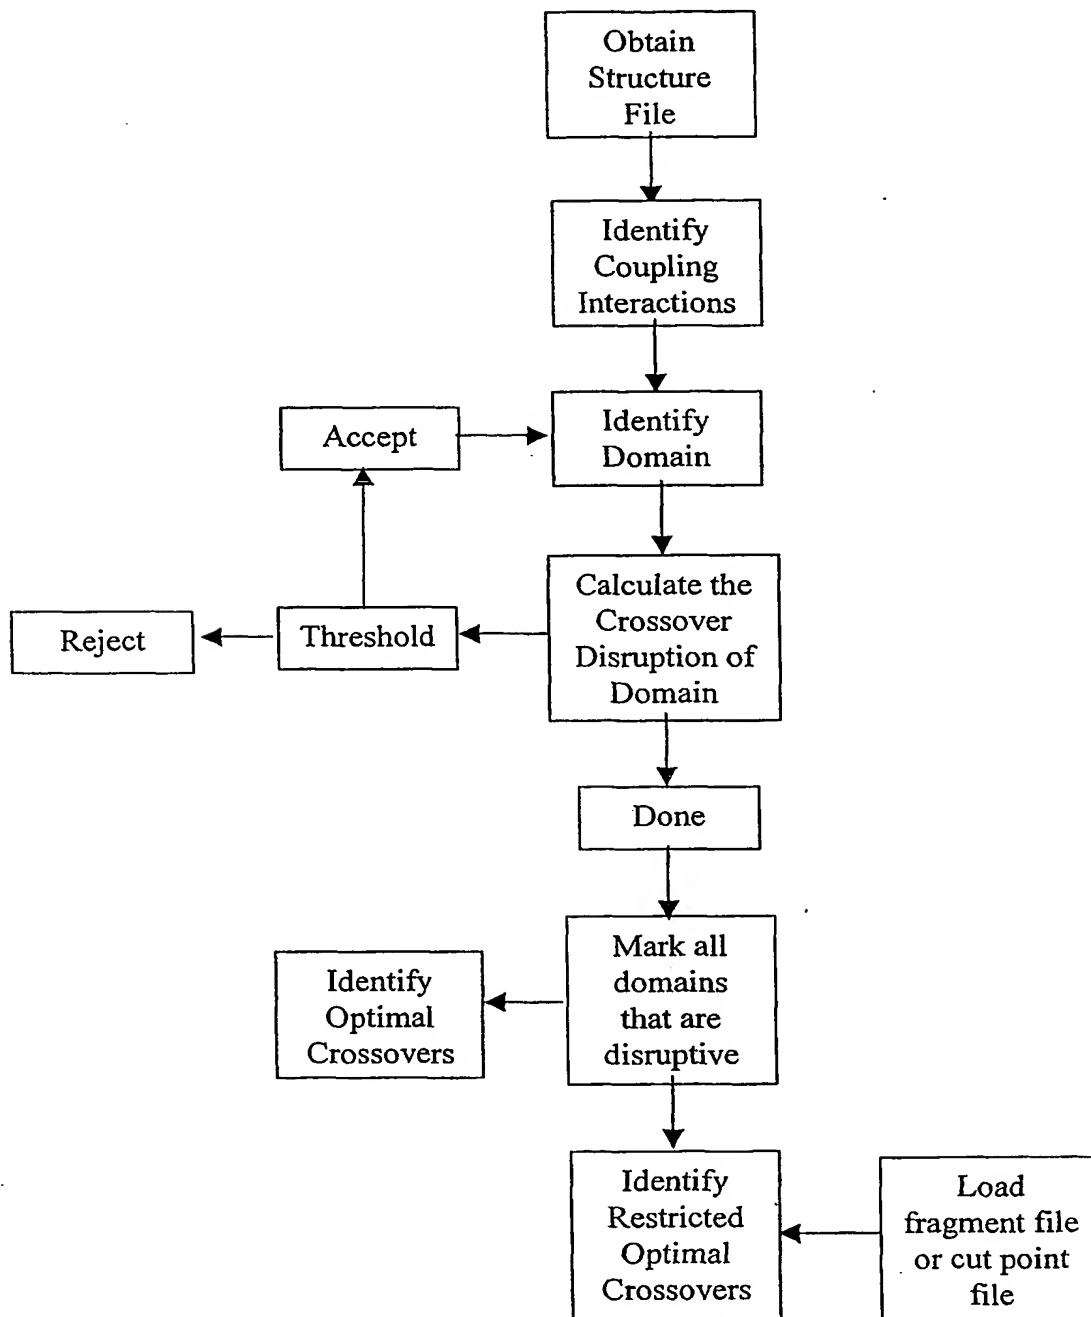 Obtain
Structure
File
Identify
Coupling
Interactions
Accept
Identify
Domain
Calculate the
Crossover
Disruption of
Domain
Threshold
Reject
Done
Mark all
domains
that are
disruptive
Identify
Optimal
Crossovers
Identify
Restricted
Optimal
Crossovers
Load
fragment file
or cut point
file